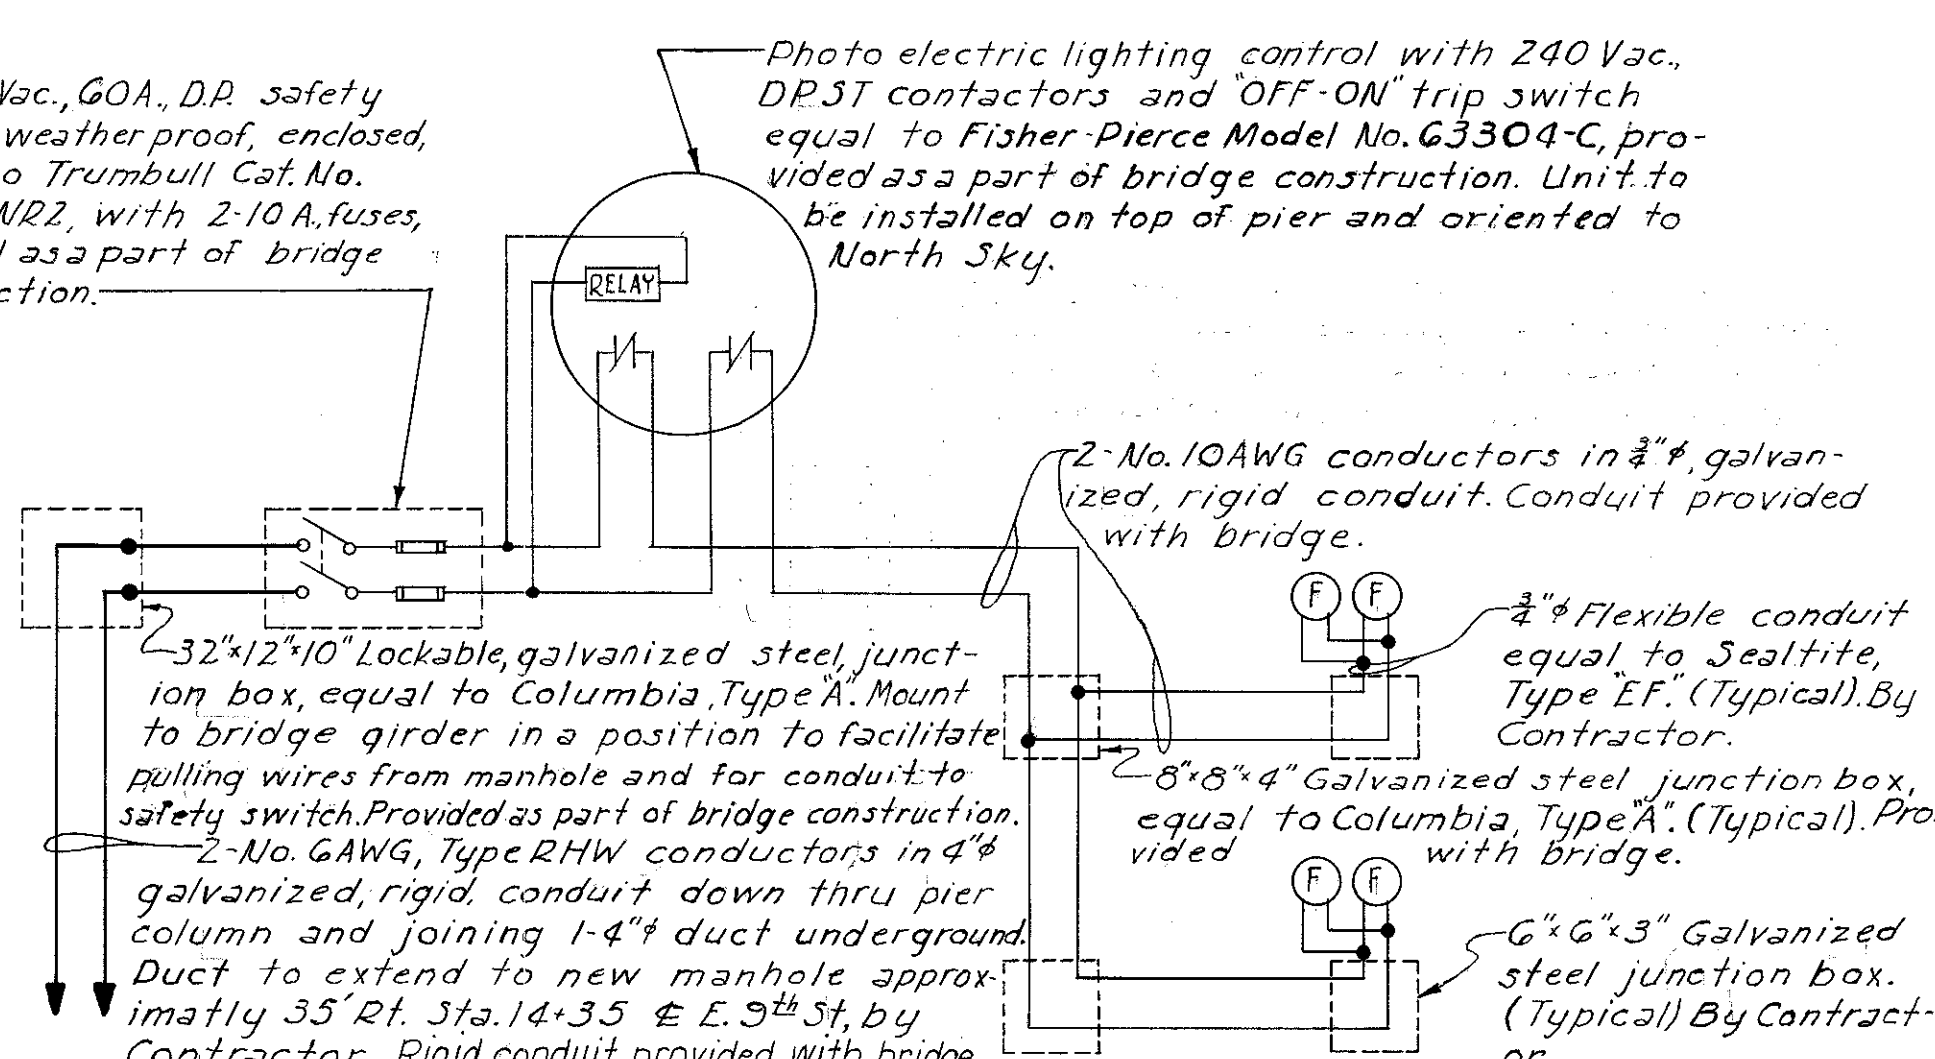 Photo electric lighting control with 240 Vac.,
DPST contactors and "OFF-ON" trip switch
equal to Fisher-Pierce Model No. 63304-C, pro-
vided as a part of bridge construction. Unit to
be installed on top of pier and oriented to
North Sky.
Vac., 60A., D.P. safety
weatherproof, enclosed,
o Trumbull Cat. No.
NR2, with 2-10 A., fuses,
as a part of bridge
ction.
RELAY
2-No. 10AWG conductors in ¾"φ, galvan-
ized, rigid conduit. Conduit provided
with bridge.
F F
¾"φ Flexible conduit
equal to Sealtite,
Type "EF." (Typical). By
Contractor.
32"x12"x10" Lockable, galvanized steel, junct-
ion box, equal to Columbia, Type "A". Mount
to bridge girder in a position to facilitate
pulling wires from manhole and for conduit to
safety switch. Provided as part of bridge construction.
8"x8"x4" Galvanized steel junction box,
equal to Columbia, Type "A". (Typical). Pro-
vided with bridge.
2-No. 6AWG, Type RHW conductors in 4"φ
galvanized, rigid, conduit down thru pier
column and joining 1-4"φ duct underground.
Duct to extend to new manhole approx-
imatly 35' Rt. Sta. 14+35 ℄ E. 9th St., by
Contractor. Rigid conduit provided with bridge
F F
6"x6"x3" Galvanized
steel junction box.
(Typical) By Contract-
or